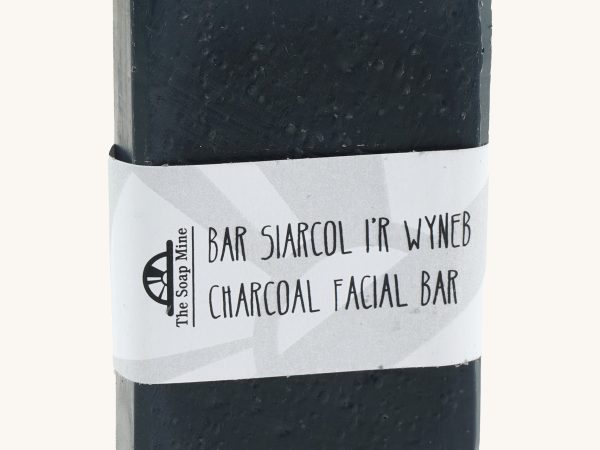 The Soap Mine
BAR SIARCOL I'R WYNEB
CHARCOAL FACIAL BAR